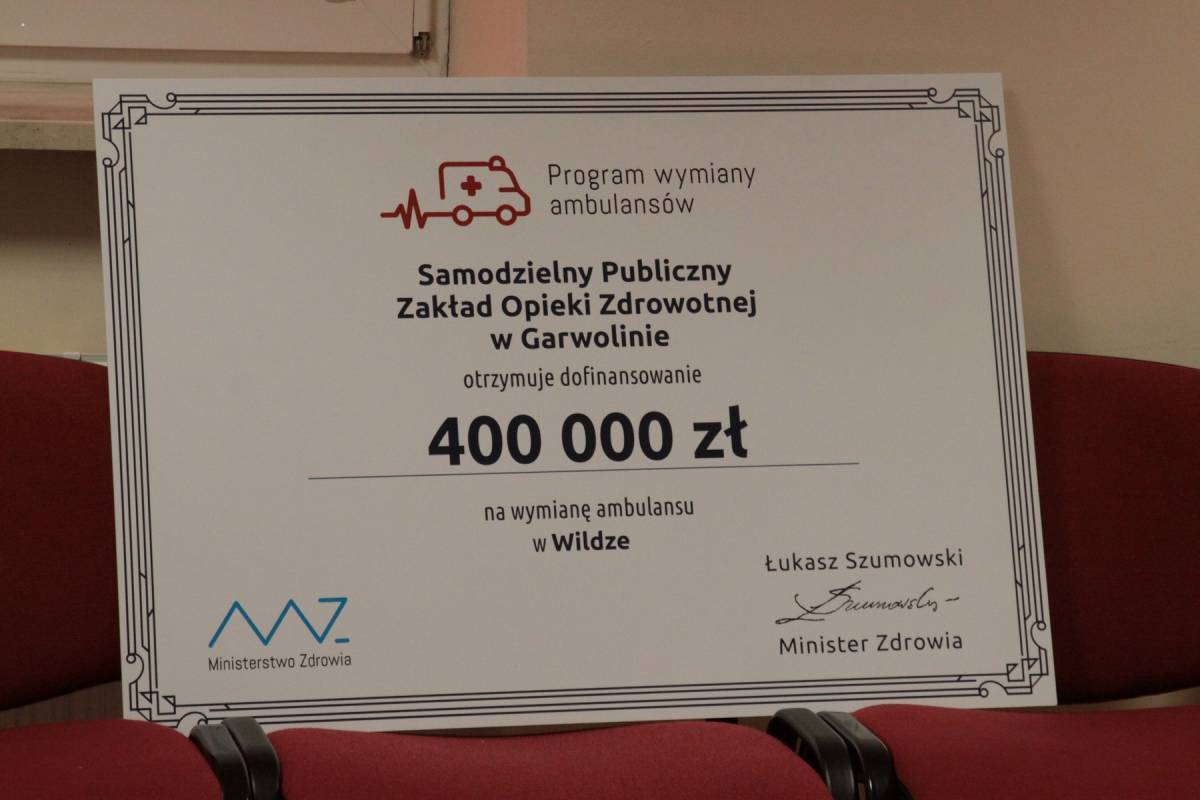 Program wymiany
ambulansów
Samodzielny Publiczny
Zakład Opieki Zdrowotnej
w Garwolinie
otrzymuje dofinansowanie
400 000 zł
na wymianę ambulansu
w Wildze
Łukasz Szumowski
Szumowski
Minister Zdrowia
MZ
Ministerstwo Zdrowia